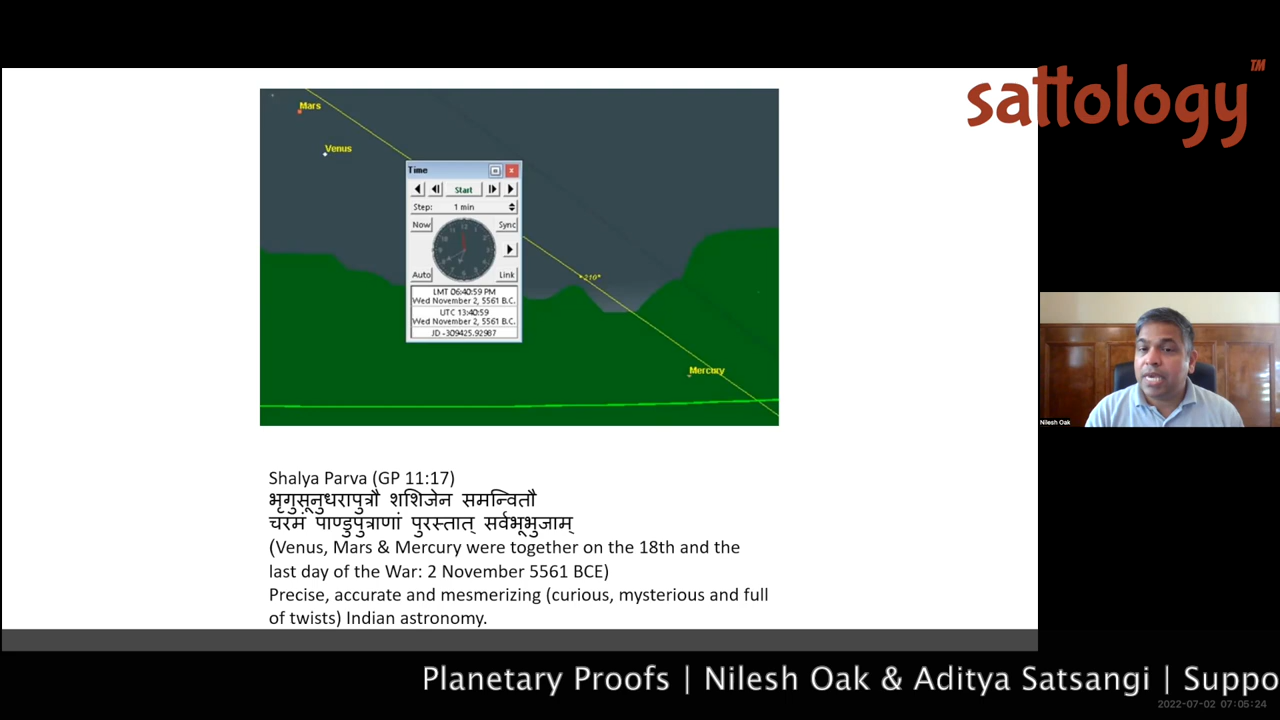 sattology™
Mars
Venus
Time
Start
Step: 1 min
Now
Sync
Auto
Link
LMT 06:40:59 PM
Wed November 2, 5561 B.C.
UTC 13:40:59
Wed November 2, 5561 B.C.
JD -309425.92987
+210°
Mercury
Nilesh Oak
Shalya Parva (GP 11:17)
भृगुसूनुधरापुत्रौ शशिजेन समन्वितौ
चरमं पाण्डुपुत्राणां पुरस्तात् सर्वभूभुजाम्
(Venus, Mars & Mercury were together on the 18th and the
last day of the War: 2 November 5561 BCE)
Precise, accurate and mesmerizing (curious, mysterious and full
of twists) Indian astronomy.
Planetary Proofs | Nilesh Oak & Aditya Satsangi | Suppo
2022-07-02 07:05:24